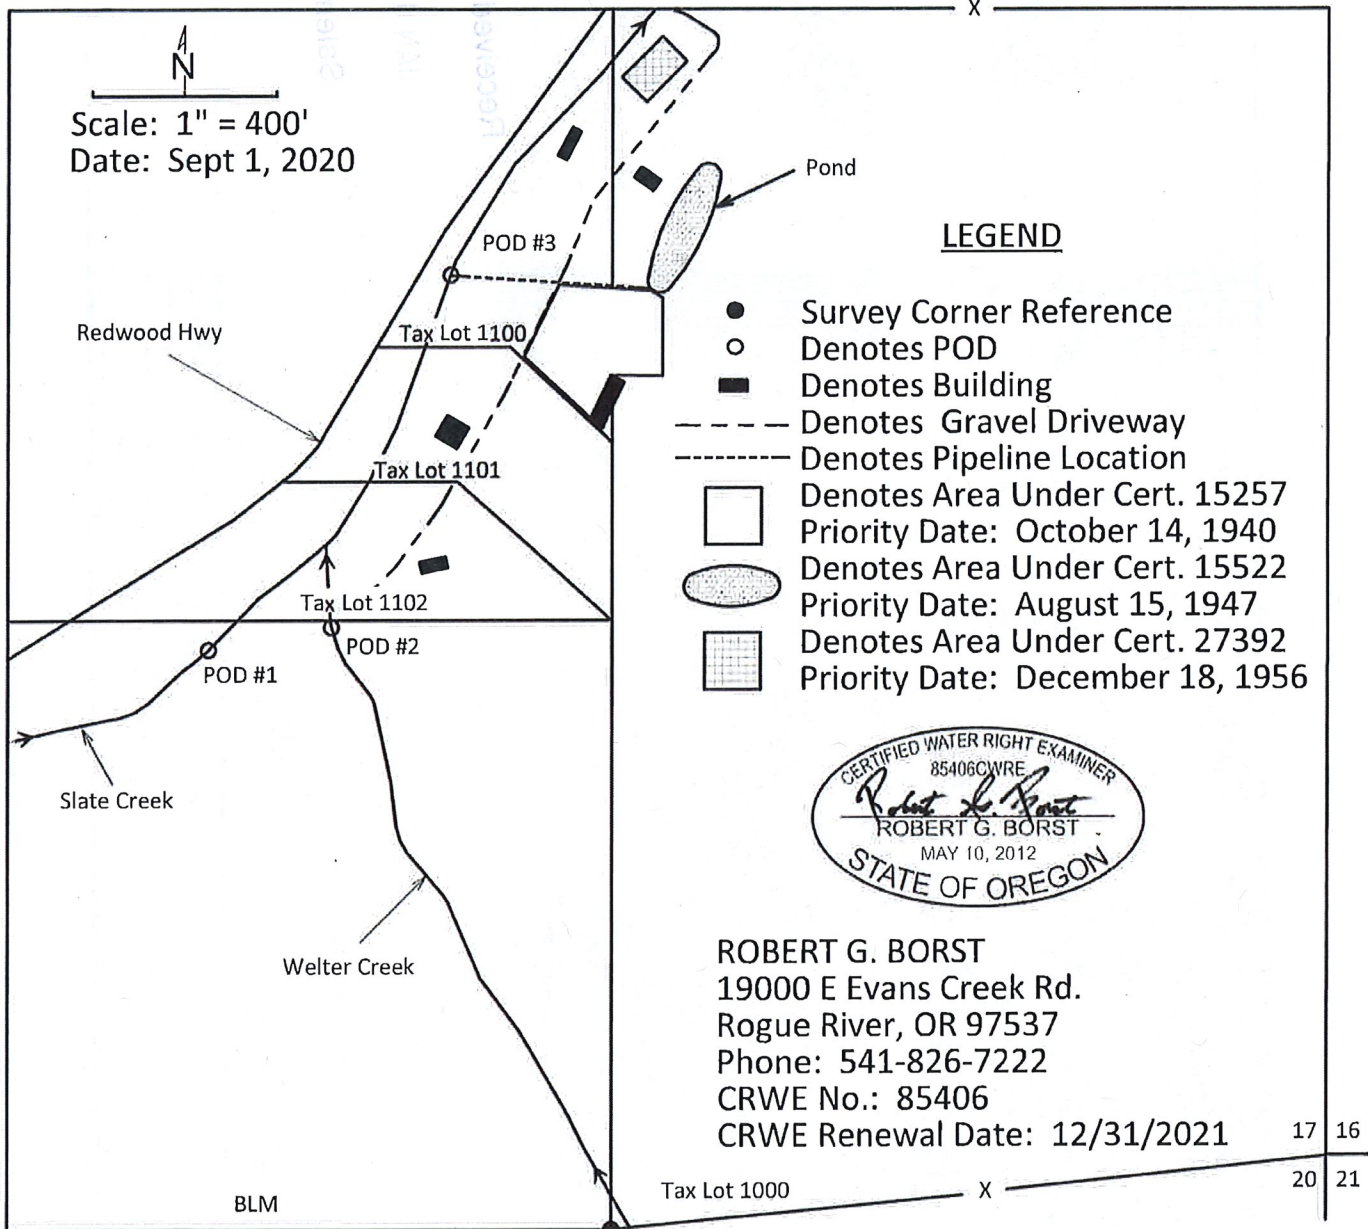 X
N
Scale: 1" = 400'
Date: Sept 1, 2020
Received
Pond
POD #3
LEGEND
Survey Corner Reference
Denotes POD
Denotes Building
Denotes Gravel Driveway
Denotes Pipeline Location
Denotes Area Under Cert. 15257
Priority Date: October 14, 1940
Denotes Area Under Cert. 15522
Priority Date: August 15, 1947
Denotes Area Under Cert. 27392
Priority Date: December 18, 1956
Redwood Hwy
Tax Lot 1100
Tax Lot 1101
Tax Lot 1102
POD #2
POD #1
Slate Creek
Welter Creek
CERTIFIED WATER RIGHT EXAMINER
85406CWRE
Robert G. Borst
ROBERT G. BORST
MAY 10, 2012
STATE OF OREGON
ROBERT G. BORST
19000 E Evans Creek Rd.
Rogue River, OR 97537
Phone: 541-826-7222
CRWE No.: 85406
CRWE Renewal Date: 12/31/2021
17 16
20 21
Tax Lot 1000
X
BLM